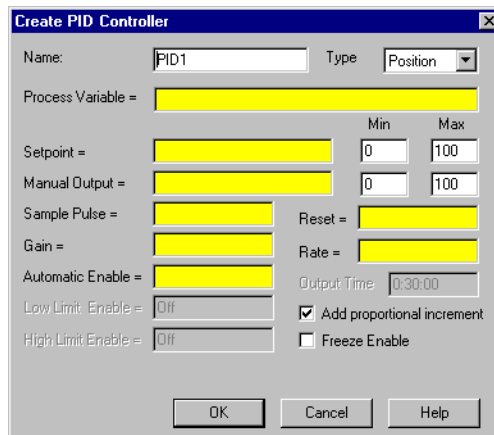 Create PID Controller
Name: PID1 Type Position
Process Variable =
Min Max
Setpoint = 0 100
Manual Output = 0 100
Sample Pulse = Reset =
Gain = Rate =
Automatic Enable = Output Time 0:30:00
Low Limit Enable = Off Add proportional increment
High Limit Enable = Off Freeze Enable
OK Cancel Help